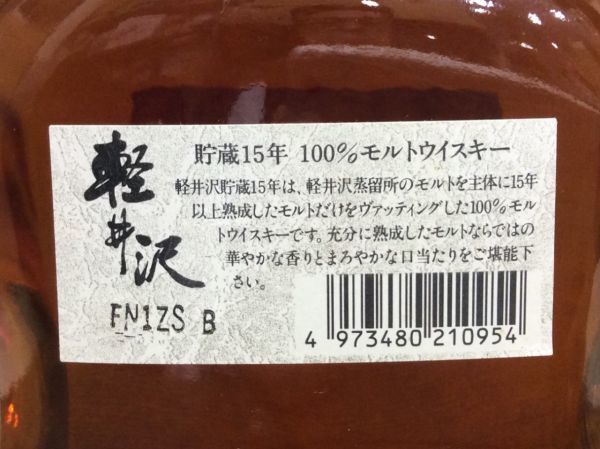 軽井沢
貯蔵15年 100%モルトウイスキー
軽井沢貯蔵15年は、軽井沢蒸留所のモルトを主体に15年
以上熟成したモルトだけをヴァッティングした100%モル
トウイスキーです。充分に熟成したモルトならではの
華やかな香りとまろやかな口当たりをご堪能下
さい。
FN1ZS B
4 973480 210954